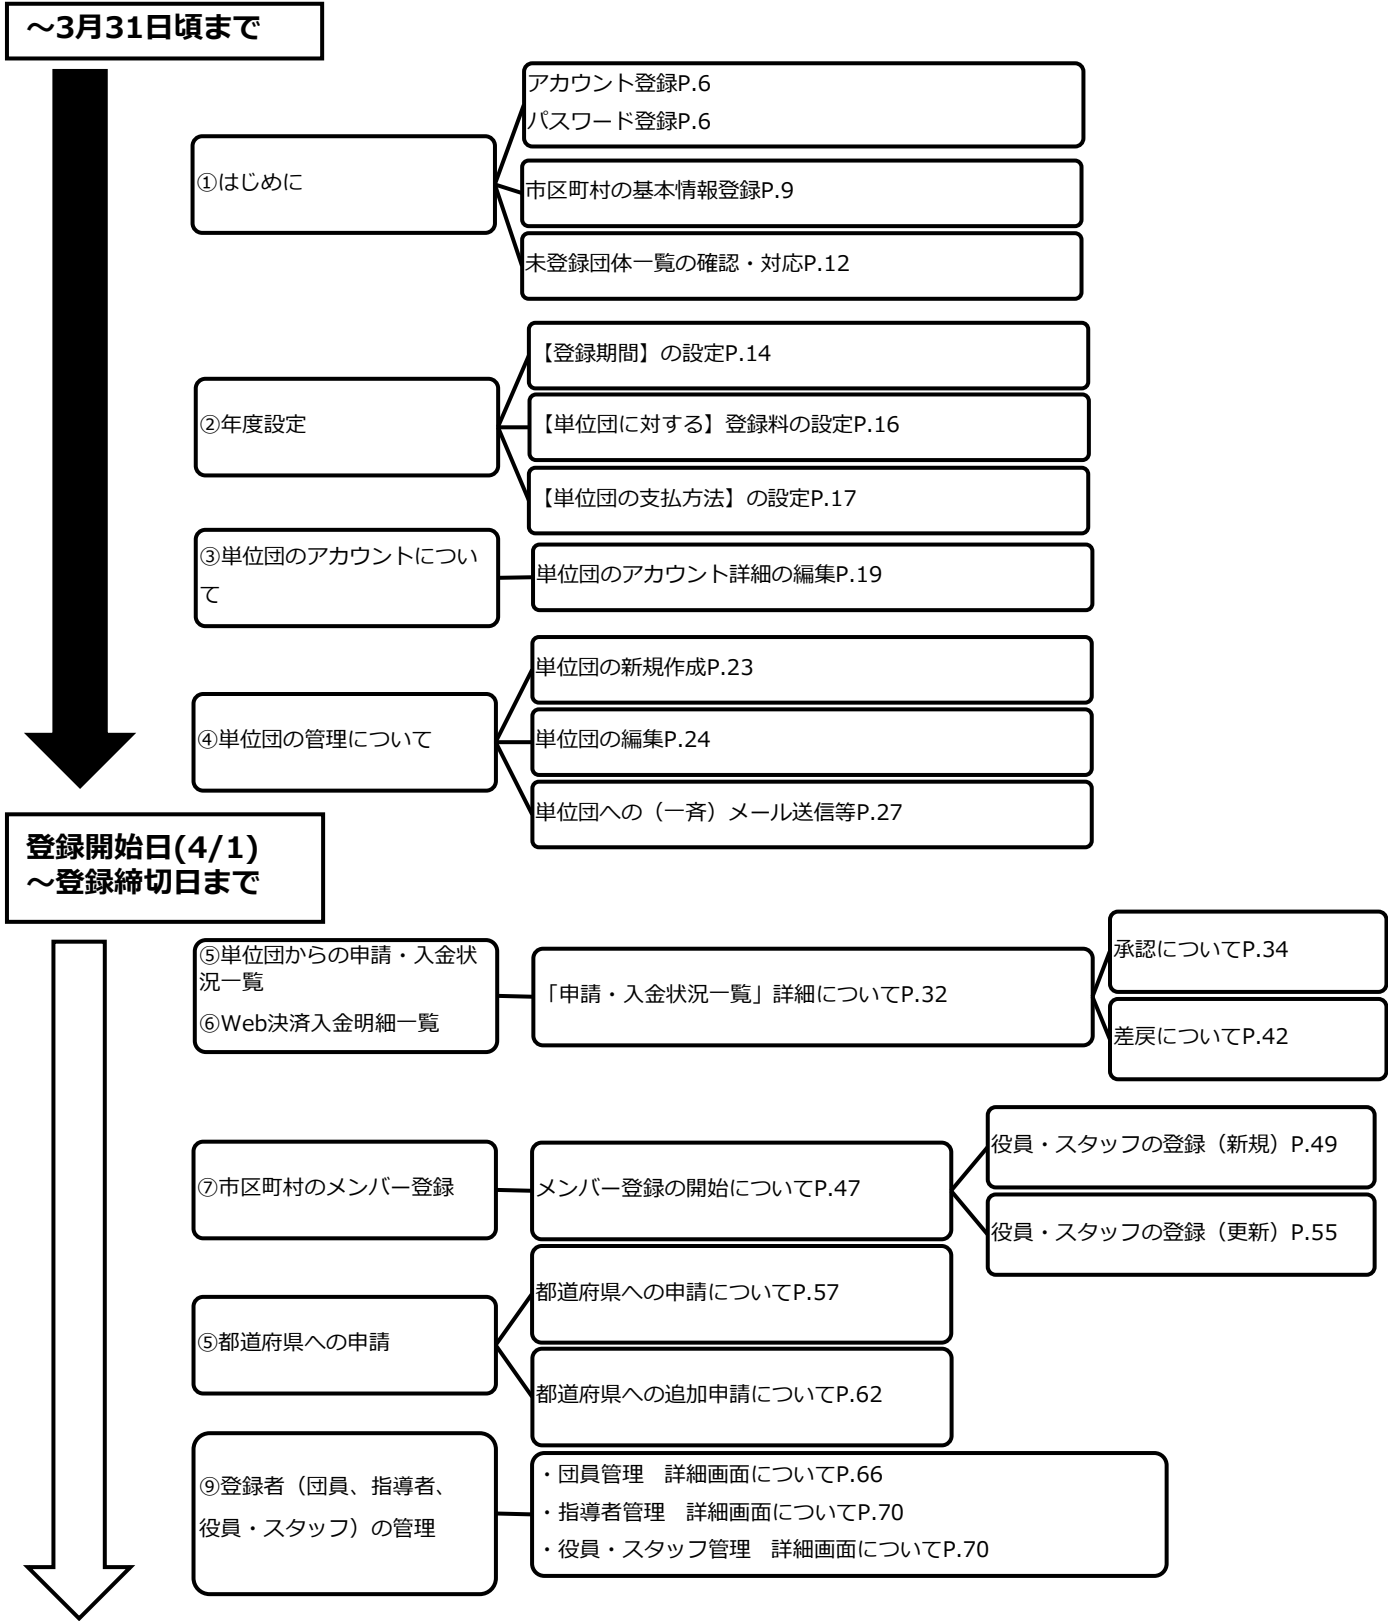 ～3月31日頃まで
①はじめに
アカウント登録P.6
パスワード登録P.6
市区町村の基本情報登録P.9
未登録団体一覧の確認・対応P.12
②年度設定
【登録期間】の設定P.14
【単位団に対する】登録料の設定P.16
【単位団の支払方法】の設定P.17
③単位団のアカウントについ
て
単位団のアカウント詳細の編集P.19
④単位団の管理について
単位団の新規作成P.23
単位団の編集P.24
単位団への（一斉）メール送信等P.27
登録開始日(4/1)
～登録締切日まで
⑤単位団からの申請・入金状
況一覧
⑥Web決済入金明細一覧
「申請・入金状況一覧」詳細についてP.32
承認についてP.34
差戻についてP.42
⑦市区町村のメンバー登録
メンバー登録の開始についてP.47
役員・スタッフの登録（新規）P.49
役員・スタッフの登録（更新）P.55
⑤都道府県への申請
都道府県への申請についてP.57
都道府県への追加申請についてP.62
⑨登録者（団員、指導者、
役員・スタッフ）の管理
・団員管理　詳細画面についてP.66
・指導者管理　詳細画面についてP.70
・役員・スタッフ管理　詳細画面についてP.70